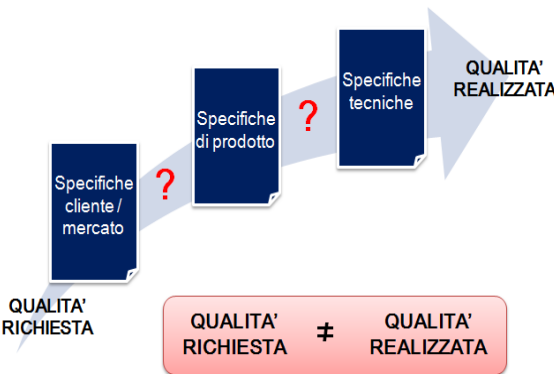 Specifiche
tecniche
QUALITA'
REALIZZATA
Specifiche
di prodotto
?
?
Specifiche
cliente /
mercato
QUALITA'
RICHIESTA
QUALITA'
RICHIESTA
≠
QUALITA'
REALIZZATA